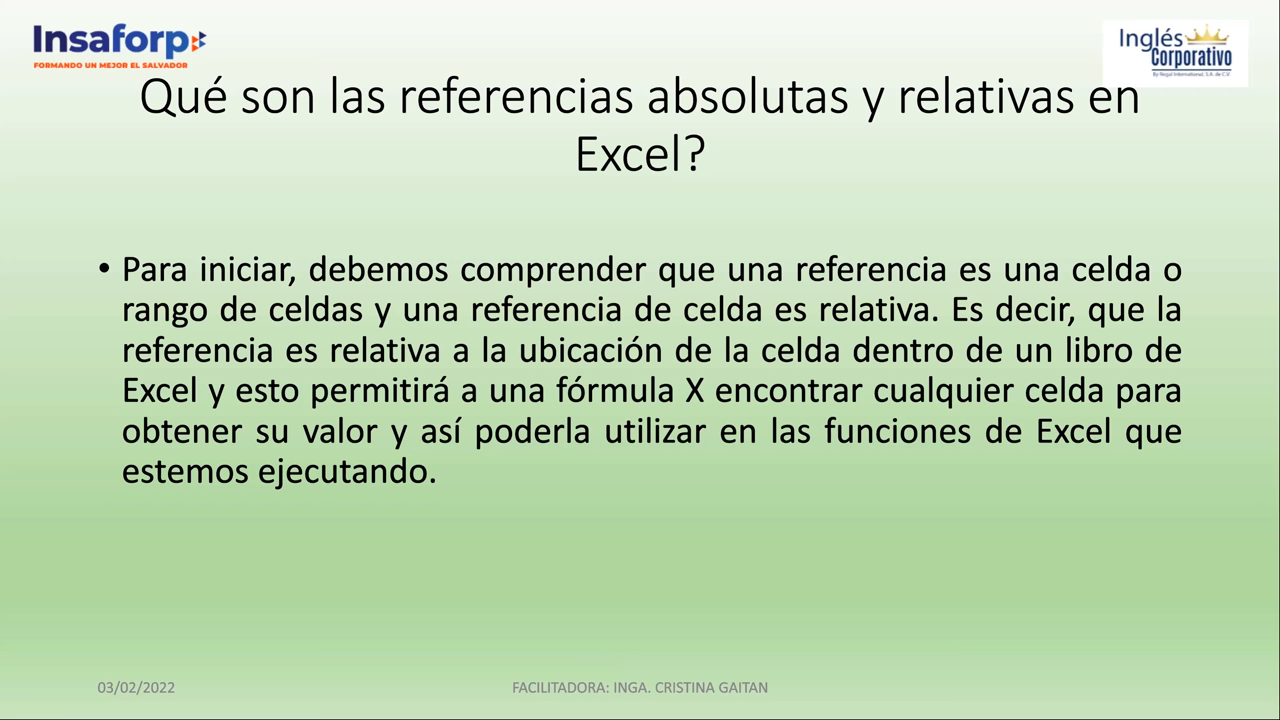 Insaforp
FORMANDO UN MEJOR EL SALVADOR
Inglés
Corporativo
By Regal International, S.A. de C.V.
Qué son las referencias absolutas y relativas en
Excel?
• Para iniciar, debemos comprender que una referencia es una celda o
rango de celdas y una referencia de celda es relativa. Es decir, que la
referencia es relativa a la ubicación de la celda dentro de un libro de
Excel y esto permitirá a una fórmula X encontrar cualquier celda para
obtener su valor y así poderla utilizar en las funciones de Excel que
estemos ejecutando.
03/02/2022
FACILITADORA: INGA. CRISTINA GAITAN